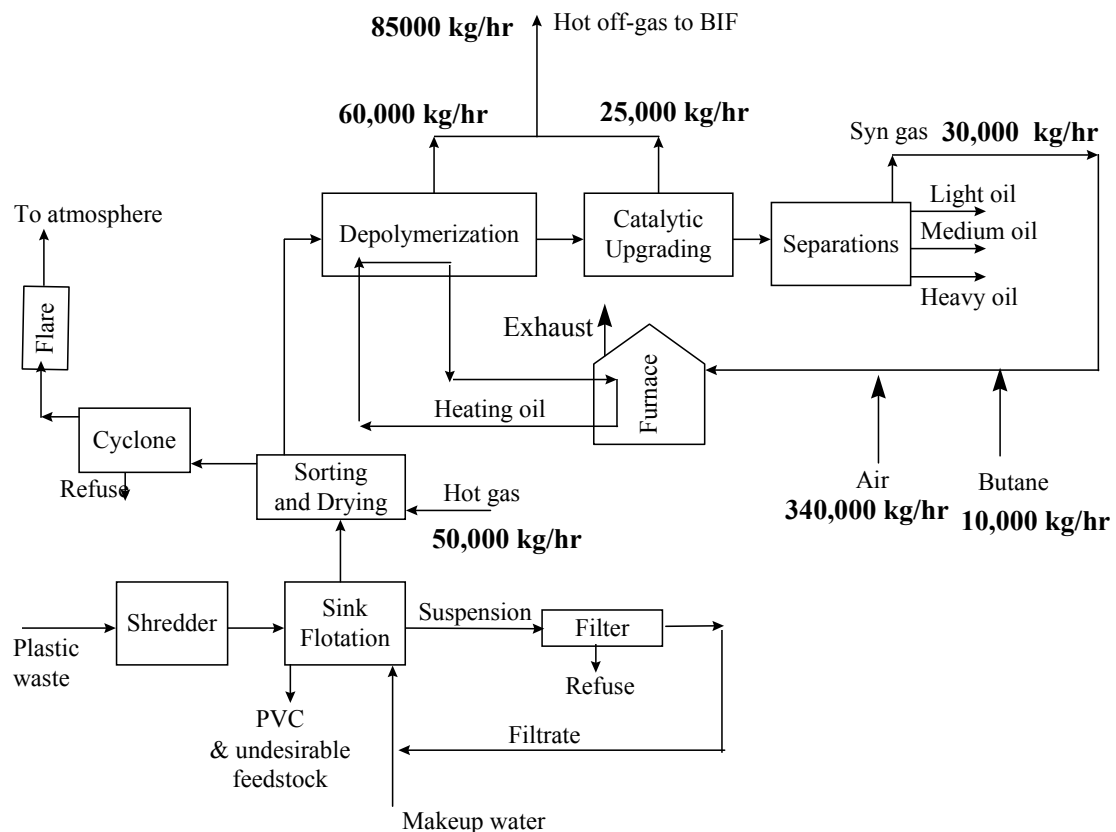 85000 kg/hr
Hot off-gas to BIF
60,000 kg/hr
25,000 kg/hr
Syn gas
30,000 kg/hr
To atmosphere
Depolymerization
Catalytic
Upgrading
Separations
Light oil
Medium oil
Heavy oil
Flare
Exhaust
Furnace
Heating oil
Cyclone
Refuse
Sorting
and Drying
Hot gas
50,000 kg/hr
Air
340,000 kg/hr
Butane
10,000 kg/hr
Plastic
waste
Shredder
Sink
Flotation
Suspension
Filter
Refuse
PVC
& undesirable
feedstock
Filtrate
Makeup water